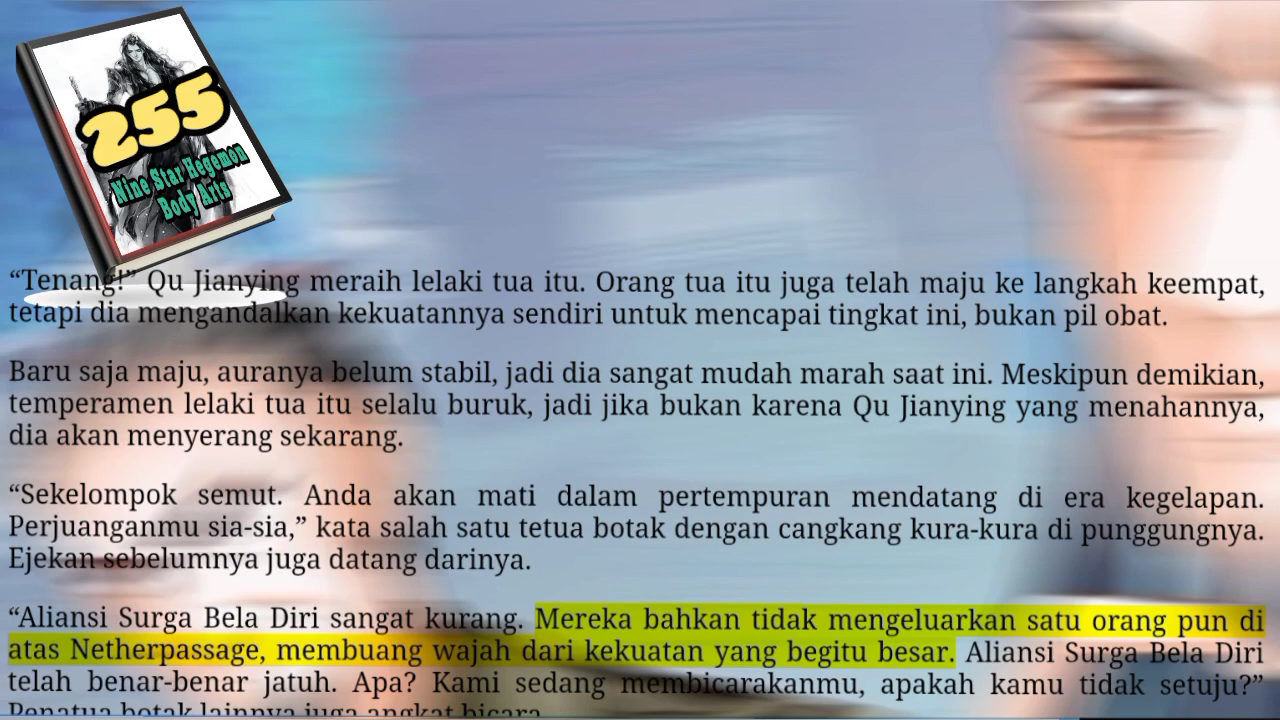 255
Nine Star Hegemon
Body Arts
“Tenang!” Qu Jianying meraih lelaki tua itu. Orang tua itu juga telah maju ke langkah keempat,
tetapi dia mengandalkan kekuatannya sendiri untuk mencapai tingkat ini, bukan pil obat.
Baru saja maju, auranya belum stabil, jadi dia sangat mudah marah saat ini. Meskipun demikian,
temperamen lelaki tua itu selalu buruk, jadi jika bukan karena Qu Jianying yang menahannya,
dia akan menyerang sekarang.
“Sekelompok semut. Anda akan mati dalam pertempuran mendatang di era kegelapan.
Perjuanganmu sia-sia,” kata salah satu tetua botak dengan cangkang kura-kura di punggungnya.
Ejekan sebelumnya juga datang darinya.
“Aliansi Surga Bela Diri sangat kurang. Mereka bahkan tidak mengeluarkan satu orang pun di
atas Netherpassage, membuang wajah dari kekuatan yang begitu besar. Aliansi Surga Bela Diri
telah benar-benar jatuh. Apa? Kami sedang membicarakanmu, apakah kamu tidak setuju?”
Penatua botak lainnya juga angkat bicara.